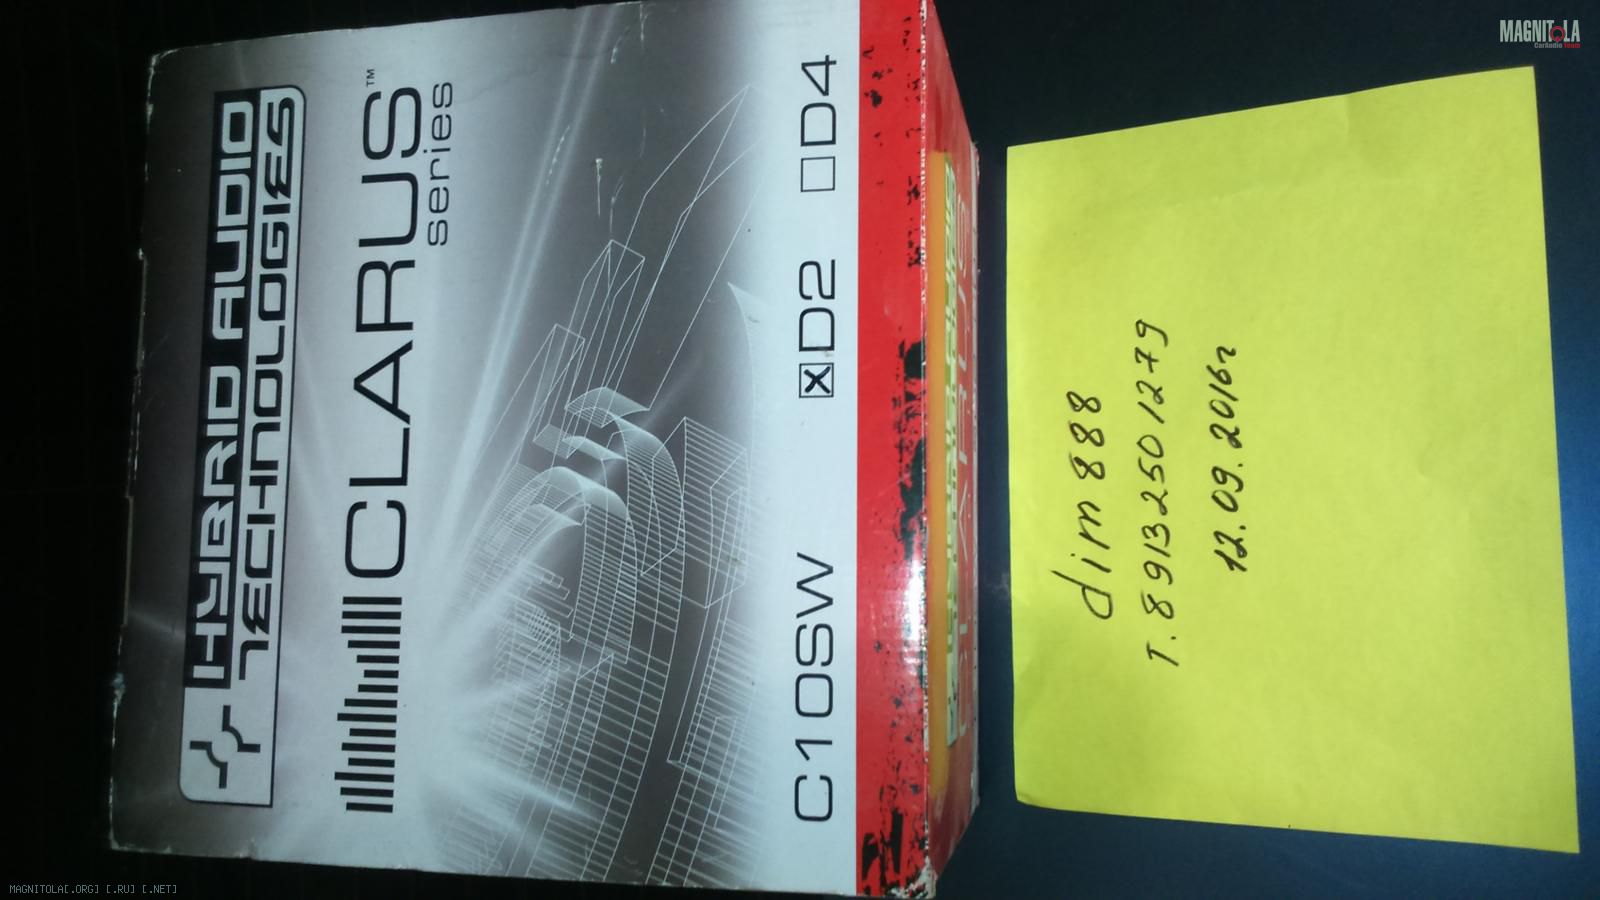 HYBRID AUDIO
TECHNOLOGIES
CLARUS™
series
C10SW ☒D2 ☐D4
CLARUS
dim888
Т. 89132501279
12.09.2016г
MAGNITOLA
CarAudio Team
MAGNITOLA[.ORG] [.RU] [.NET]